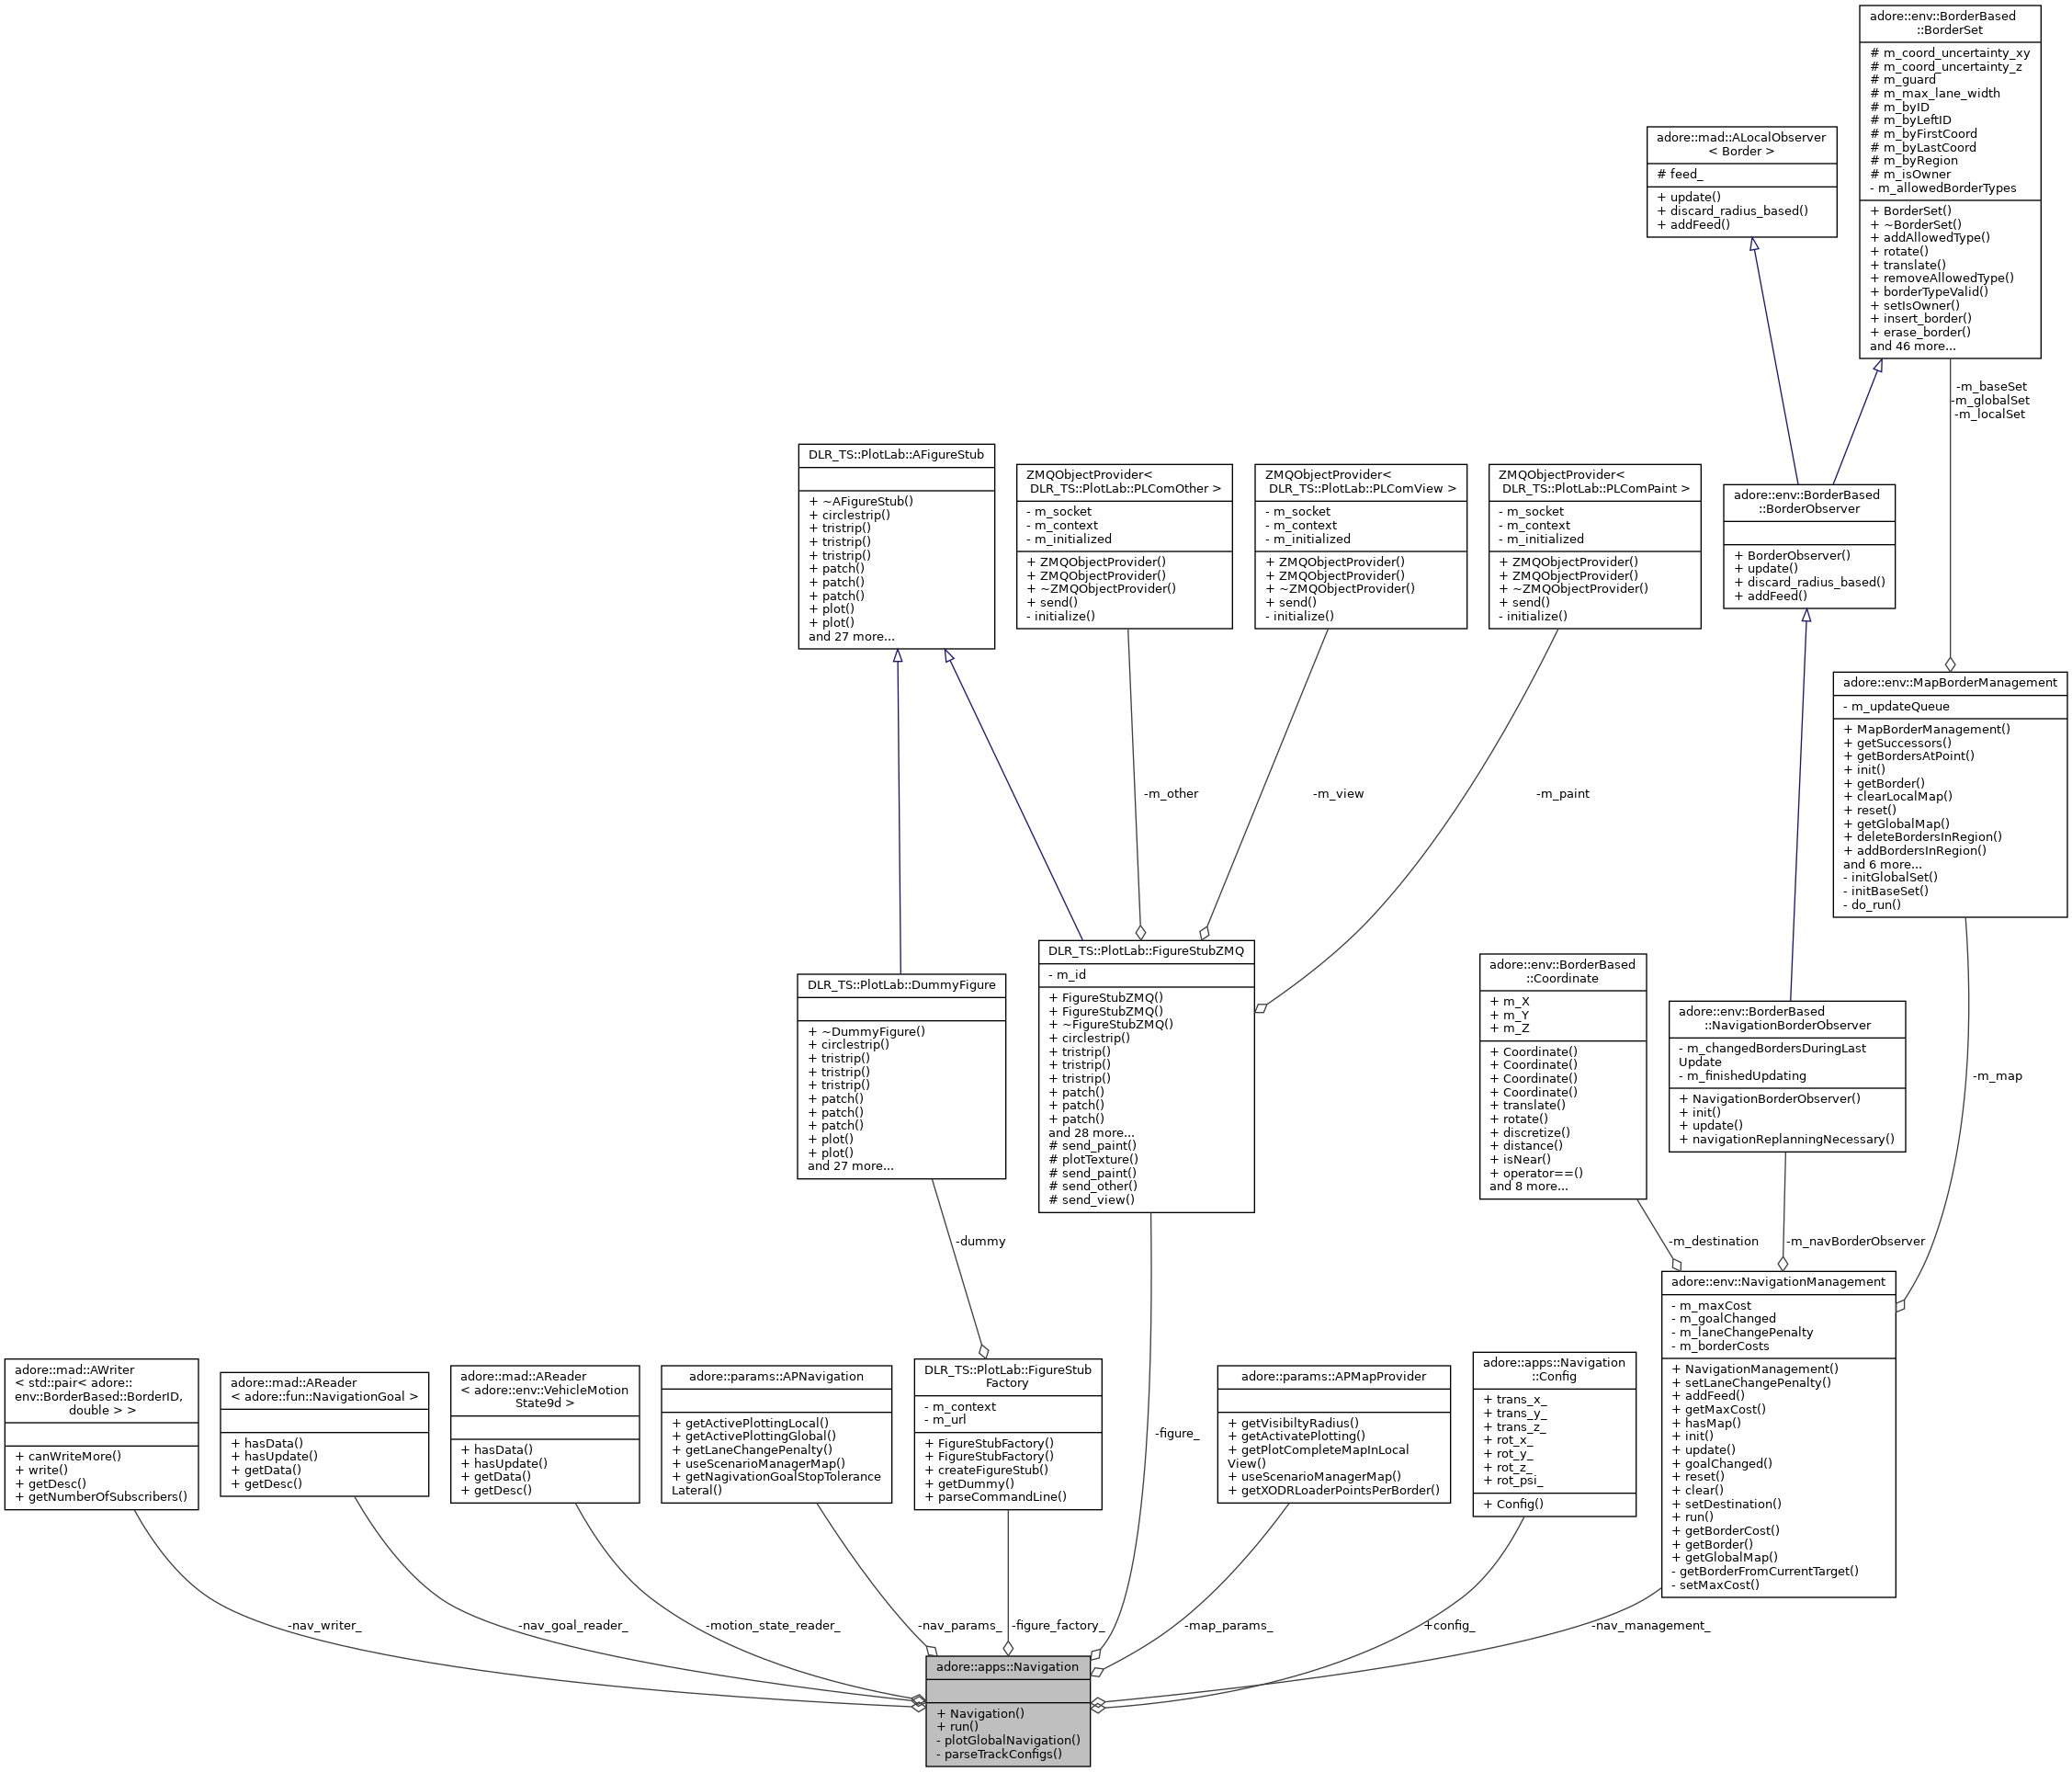 adore::env::BorderBased
::BorderSet
# m_coord_uncertainty_xy
# m_coord_uncertainty_z
# m_guard
# m_max_lane_width
# m_byID
# m_byLeftID
# m_byFirstCoord
# m_byLastCoord
# m_byRegion
# m_isOwner
- m_allowedBorderTypes
+ BorderSet()
+ ~BorderSet()
+ addAllowedType()
+ rotate()
+ translate()
+ removeAllowedType()
+ borderTypeValid()
+ setIsOwner()
+ insert_border()
+ erase_border()
and 46 more...
adore::mad::ALocalObserver
< Border >
# feed_
+ update()
+ discard_radius_based()
+ addFeed()
-m_baseSet
-m_globalSet
-m_localSet
DLR_TS::PlotLab::AFigureStub
+ ~AFigureStub()
+ circlestrip()
+ tristrip()
+ tristrip()
+ tristrip()
+ patch()
+ patch()
+ patch()
+ plot()
+ plot()
and 27 more...
ZMQObjectProvider<
DLR_TS::PlotLab::PLComOther >
- m_socket
- m_context
- m_initialized
+ ZMQObjectProvider()
+ ZMQObjectProvider()
+ ~ZMQObjectProvider()
+ send()
- initialize()
ZMQObjectProvider<
DLR_TS::PlotLab::PLComView >
- m_socket
- m_context
- m_initialized
+ ZMQObjectProvider()
+ ZMQObjectProvider()
+ ~ZMQObjectProvider()
+ send()
- initialize()
ZMQObjectProvider<
DLR_TS::PlotLab::PLComPaint >
- m_socket
- m_context
- m_initialized
+ ZMQObjectProvider()
+ ZMQObjectProvider()
+ ~ZMQObjectProvider()
+ send()
- initialize()
adore::env::BorderBased
::BorderObserver
+ BorderObserver()
+ update()
+ discard_radius_based()
+ addFeed()
adore::env::MapBorderManagement
- m_updateQueue
+ MapBorderManagement()
+ getSuccessors()
+ getBordersAtPoint()
+ init()
+ getBorder()
+ clearLocalMap()
+ reset()
+ getGlobalMap()
+ deleteBordersInRegion()
+ addBordersInRegion()
and 6 more...
- initGlobalSet()
- initBaseSet()
- do_run()
-m_other
-m_view
-m_paint
DLR_TS::PlotLab::DummyFigure
+ ~DummyFigure()
+ circlestrip()
+ tristrip()
+ tristrip()
+ tristrip()
+ patch()
+ patch()
+ patch()
+ plot()
+ plot()
and 27 more...
DLR_TS::PlotLab::FigureStubZMQ
- m_id
+ FigureStubZMQ()
+ FigureStubZMQ()
+ ~FigureStubZMQ()
+ circlestrip()
+ tristrip()
+ tristrip()
+ tristrip()
+ patch()
+ patch()
+ patch()
and 28 more...
# send_paint()
# plotTexture()
# send_paint()
# send_other()
# send_view()
adore::env::BorderBased
::Coordinate
+ m_X
+ m_Y
+ m_Z
+ Coordinate()
+ Coordinate()
+ Coordinate()
+ Coordinate()
+ translate()
+ rotate()
+ discretize()
+ distance()
+ isNear()
+ operator==()
and 8 more...
adore::env::BorderBased
::NavigationBorderObserver
- m_changedBordersDuringLast
Update
- m_finishedUpdating
+ NavigationBorderObserver()
+ init()
+ update()
+ navigationReplanningNecessary()
-m_map
-dummy
-m_destination
-m_navBorderObserver
adore::env::NavigationManagement
- m_maxCost
- m_goalChanged
- m_laneChangePenalty
- m_borderCosts
+ NavigationManagement()
+ setLaneChangePenalty()
+ addFeed()
+ getMaxCost()
+ hasMap()
+ init()
+ update()
+ goalChanged()
+ reset()
+ clear()
+ setDestination()
+ run()
+ getBorderCost()
+ getBorder()
+ getGlobalMap()
- getBorderFromCurrentTarget()
- setMaxCost()
adore::mad::AWriter
< std::pair< adore::
env::BorderBased::BorderID,
double > >
+ canWriteMore()
+ write()
+ getDesc()
+ getNumberOfSubscribers()
adore::mad::AReader
< adore::fun::NavigationGoal >
+ hasData()
+ hasUpdate()
+ getData()
+ getDesc()
adore::mad::AReader
< adore::env::VehicleMotion
State9d >
+ hasData()
+ hasUpdate()
+ getData()
+ getDesc()
adore::params::APNavigation
+ getActivePlottingLocal()
+ getActivePlottingGlobal()
+ getLaneChangePenalty()
+ useScenarioManagerMap()
+ getNagivationGoalStopTolerance
Lateral()
DLR_TS::PlotLab::FigureStub
Factory
- m_context
- m_url
+ FigureStubFactory()
+ FigureStubFactory()
+ createFigureStub()
+ getDummy()
+ parseCommandLine()
-figure_
adore::params::APMapProvider
+ getVisibiltyRadius()
+ getActivatePlotting()
+ getPlotCompleteMapInLocal
View()
+ useScenarioManagerMap()
+ getXODRLoaderPointsPerBorder()
adore::apps::Navigation
::Config
+ trans_x_
+ trans_y_
+ trans_z_
+ rot_x_
+ rot_y_
+ rot_z_
+ rot_psi_
+ Config()
-nav_writer_
-nav_goal_reader_
-motion_state_reader_
-nav_params_
-figure_factory_
-map_params_
+config_
-nav_management_
adore::apps::Navigation
+ Navigation()
+ run()
- plotGlobalNavigation()
- parseTrackConfigs()